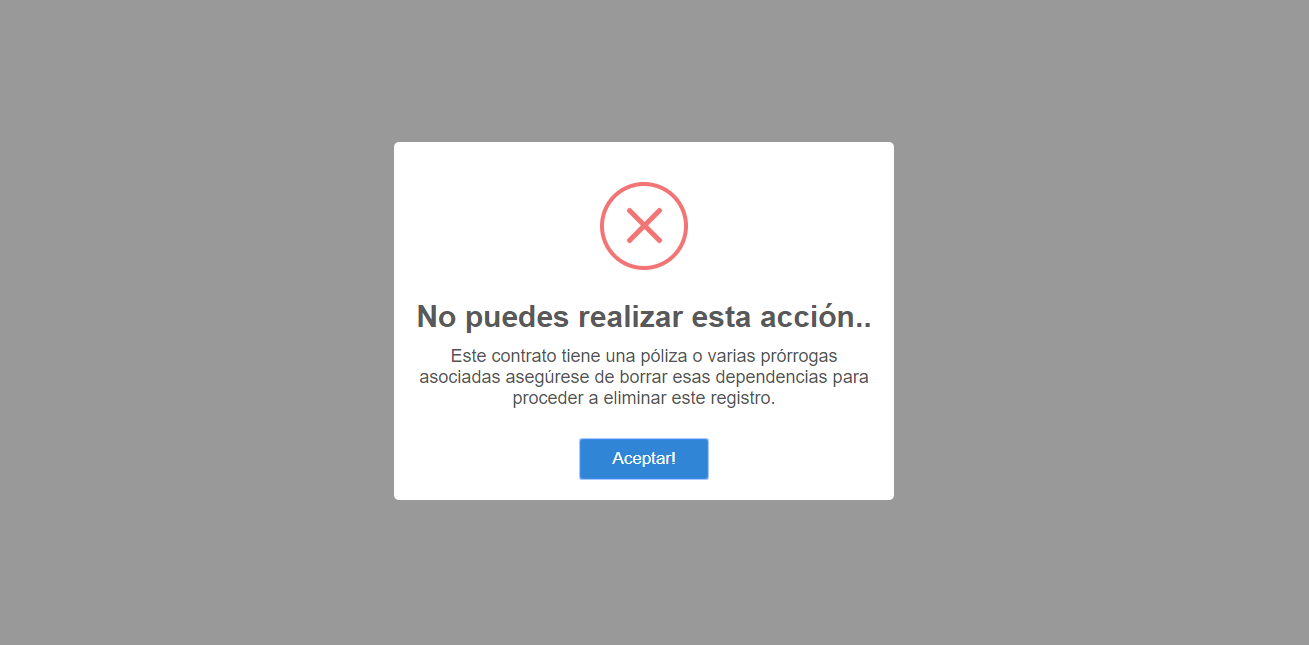 No puedes realizar esta acción..
Este contrato tiene una póliza o varias prórrogas
asociadas asegúrese de borrar esas dependencias para
proceder a eliminar este registro.
Aceptar!